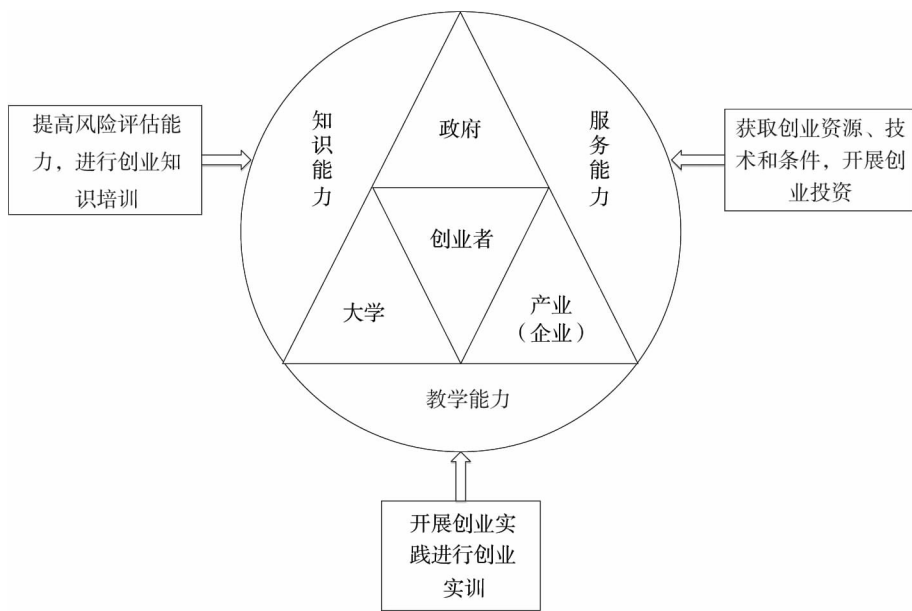 知识能力
服务能力
政府
提高风险评估能
力，进行创业知
识培训
获取创业资源、技
术和条件，开展创
业投资
创业者
大学
产业
（企业）
教学能力
开展创业实
践进行创业
实训